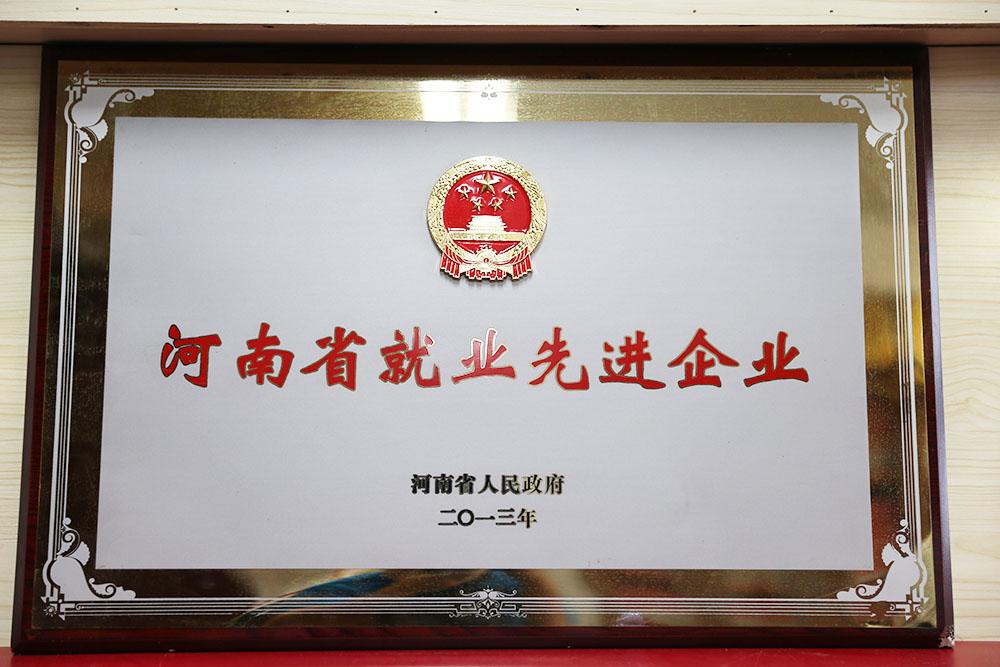 河南省就业先进企业
河南省人民政府
二〇一三年